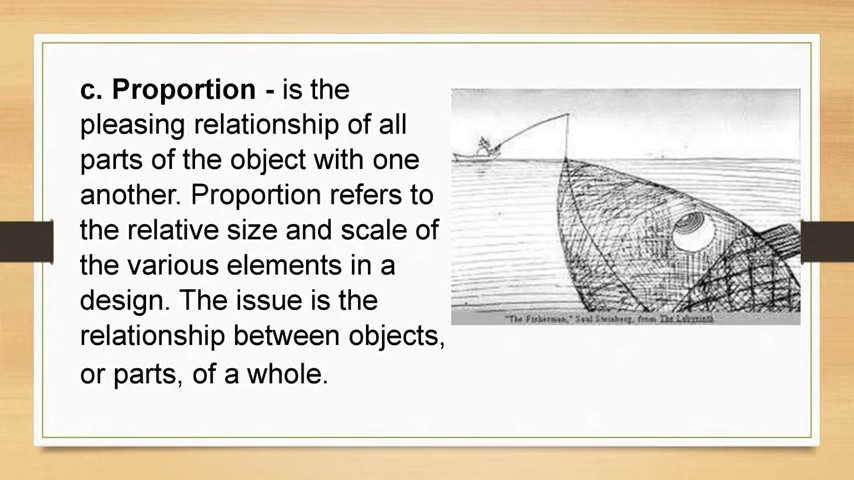 c. Proportion - is the
pleasing relationship of all
parts of the object with one
another. Proportion refers to
the relative size and scale of
the various elements in a
design. The issue is the
relationship between objects,
or parts, of a whole.
"The Fisherman," Saul Steinberg, from The Labyrinth